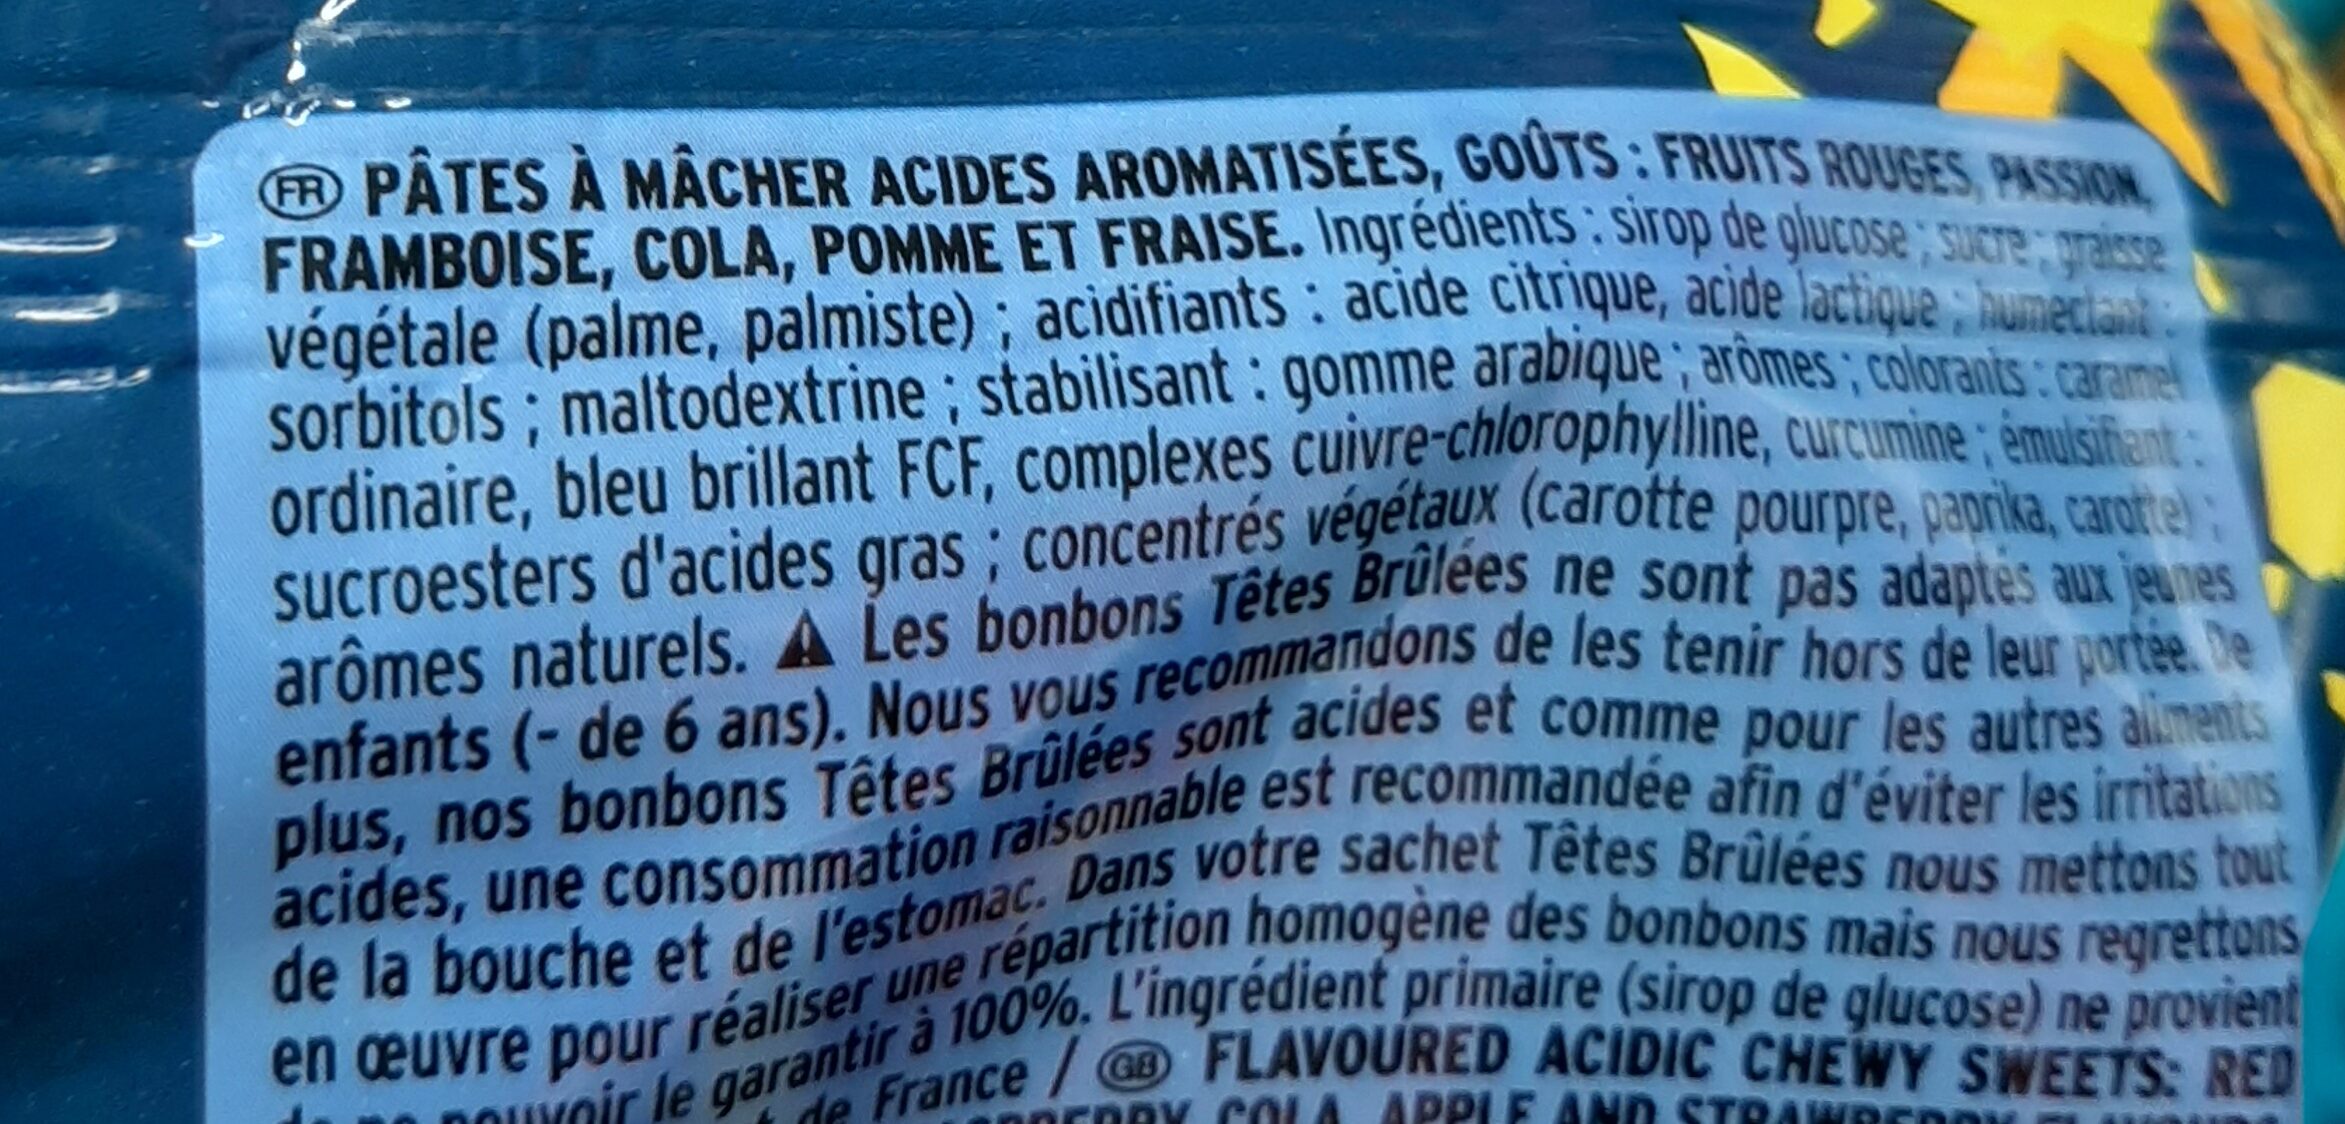 FR PÂTES À MÂCHER ACIDES AROMATISÉES, GOÛTS : FRUITS ROUGES, PASSION,
FRAMBOISE, COLA, POMME ET FRAISE. Ingrédients : sirop de glucose ; sucre ; graisse
végétale (palme, palmiste) ; acidifiants : acide citrique, acide lactique ; humectant :
sorbitols ; maltodextrine ; stabilisant : gomme arabique ; arômes ; colorants : caramel
ordinaire, bleu brillant FCF, complexes cuivre-chlorophylline, curcumine ; émulsifiant :
sucroesters d'acides gras ; concentrés végétaux (carotte pourpre, paprika, carotte) ;
arômes naturels. ⚠ Les bonbons Têtes Brûlées ne sont pas adaptés aux jeunes
enfants (- de 6 ans). Nous vous recommandons de les tenir hors de leur portée. De
plus, nos bonbons Têtes Brûlées sont acides et comme pour les autres aliments
acides, une consommation raisonnable est recommandée afin d'éviter les irritations
de la bouche et de l'estomac. Dans votre sachet Têtes Brûlées nous mettons tout
en œuvre pour réaliser une répartition homogène des bonbons mais nous regrettons
de ne pouvoir le garantir à 100%. L'ingrédient primaire (sirop de glucose) ne provient
de France / GB FLAVOURED ACIDIC CHEWY SWEETS: RED
COLA, APPLE AND STRAWBERRY